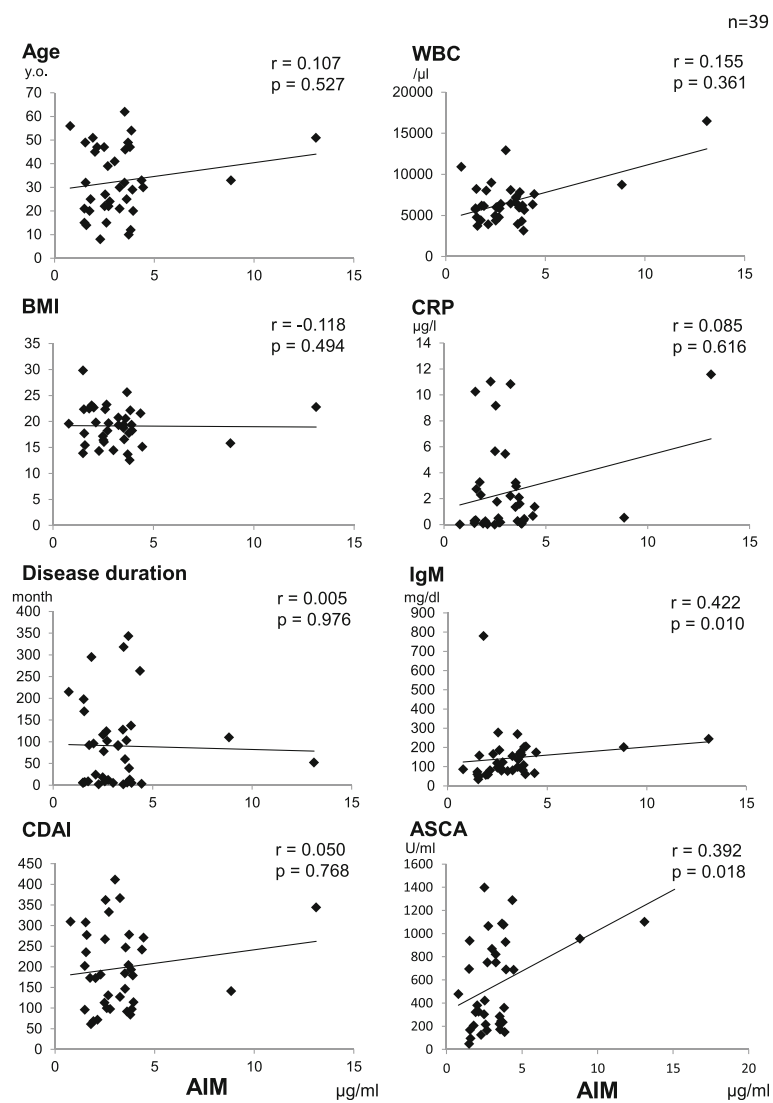 n=39
Age
y.o.
r = 0.107
p = 0.527
70
60
50
40
30
20
10
0
0 5 10 15
WBC
/µl
r = 0.155
p = 0.361
20000
15000
10000
5000
0
0 5 10 15
BMI
r = -0.118
p = 0.494
35
30
25
20
15
10
5
0
0 5 10 15
CRP
µg/l
r = 0.085
p = 0.616
14
12
10
8
6
4
2
0
0 5 10 15
Disease duration
month
r = 0.005
p = 0.976
400
350
300
250
200
150
100
50
0
0 5 10 15
IgM
mg/dl
r = 0.422
p = 0.010
900
800
700
600
500
400
300
200
100
0
0 5 10 15
CDAI
r = 0.050
p = 0.768
450
400
350
300
250
200
150
100
50
0
0 5 10 15
AIM µg/ml
ASCA
U/ml
r = 0.392
p = 0.018
1600
1400
1200
1000
800
600
400
200
0
0 5 10 15 20
AIM µg/ml